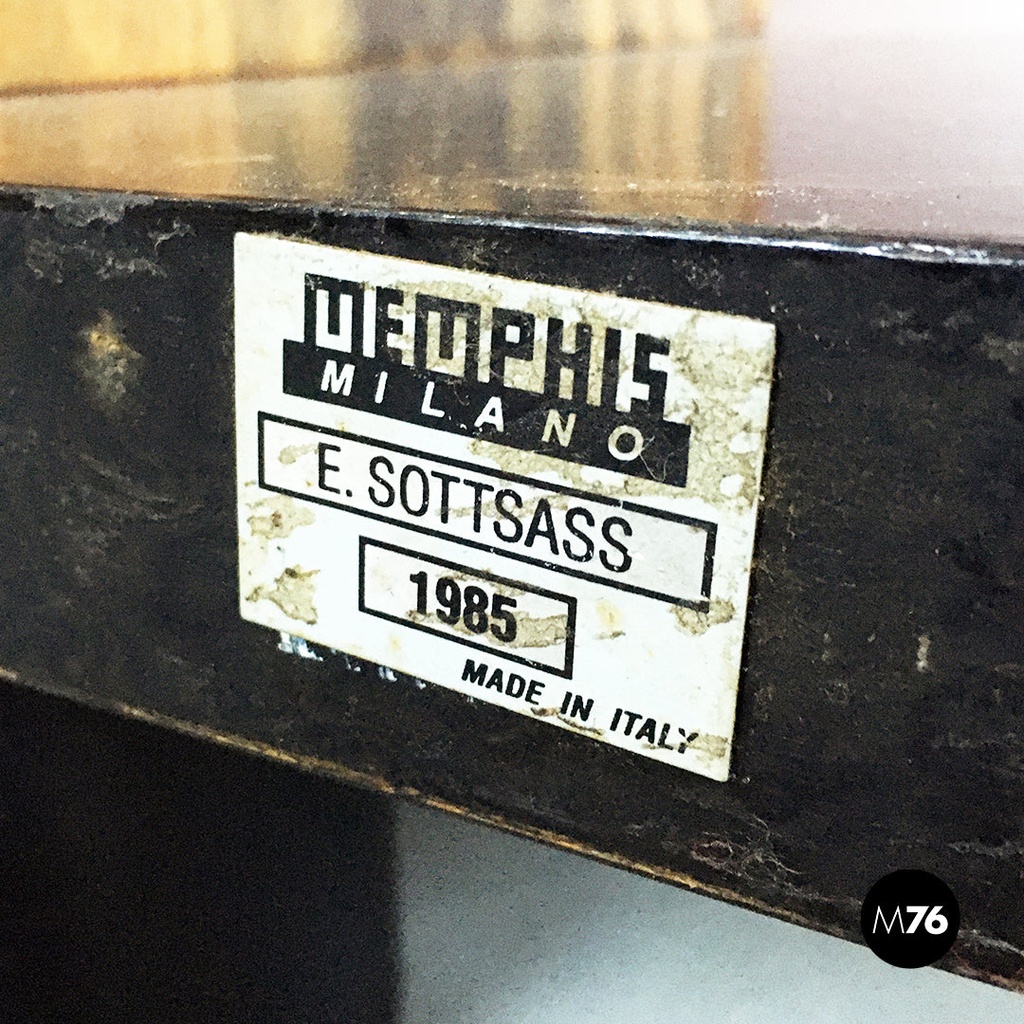 MEMPHIS
MILANO
E. SOTTSASS
1985
MADE IN ITALY
M76